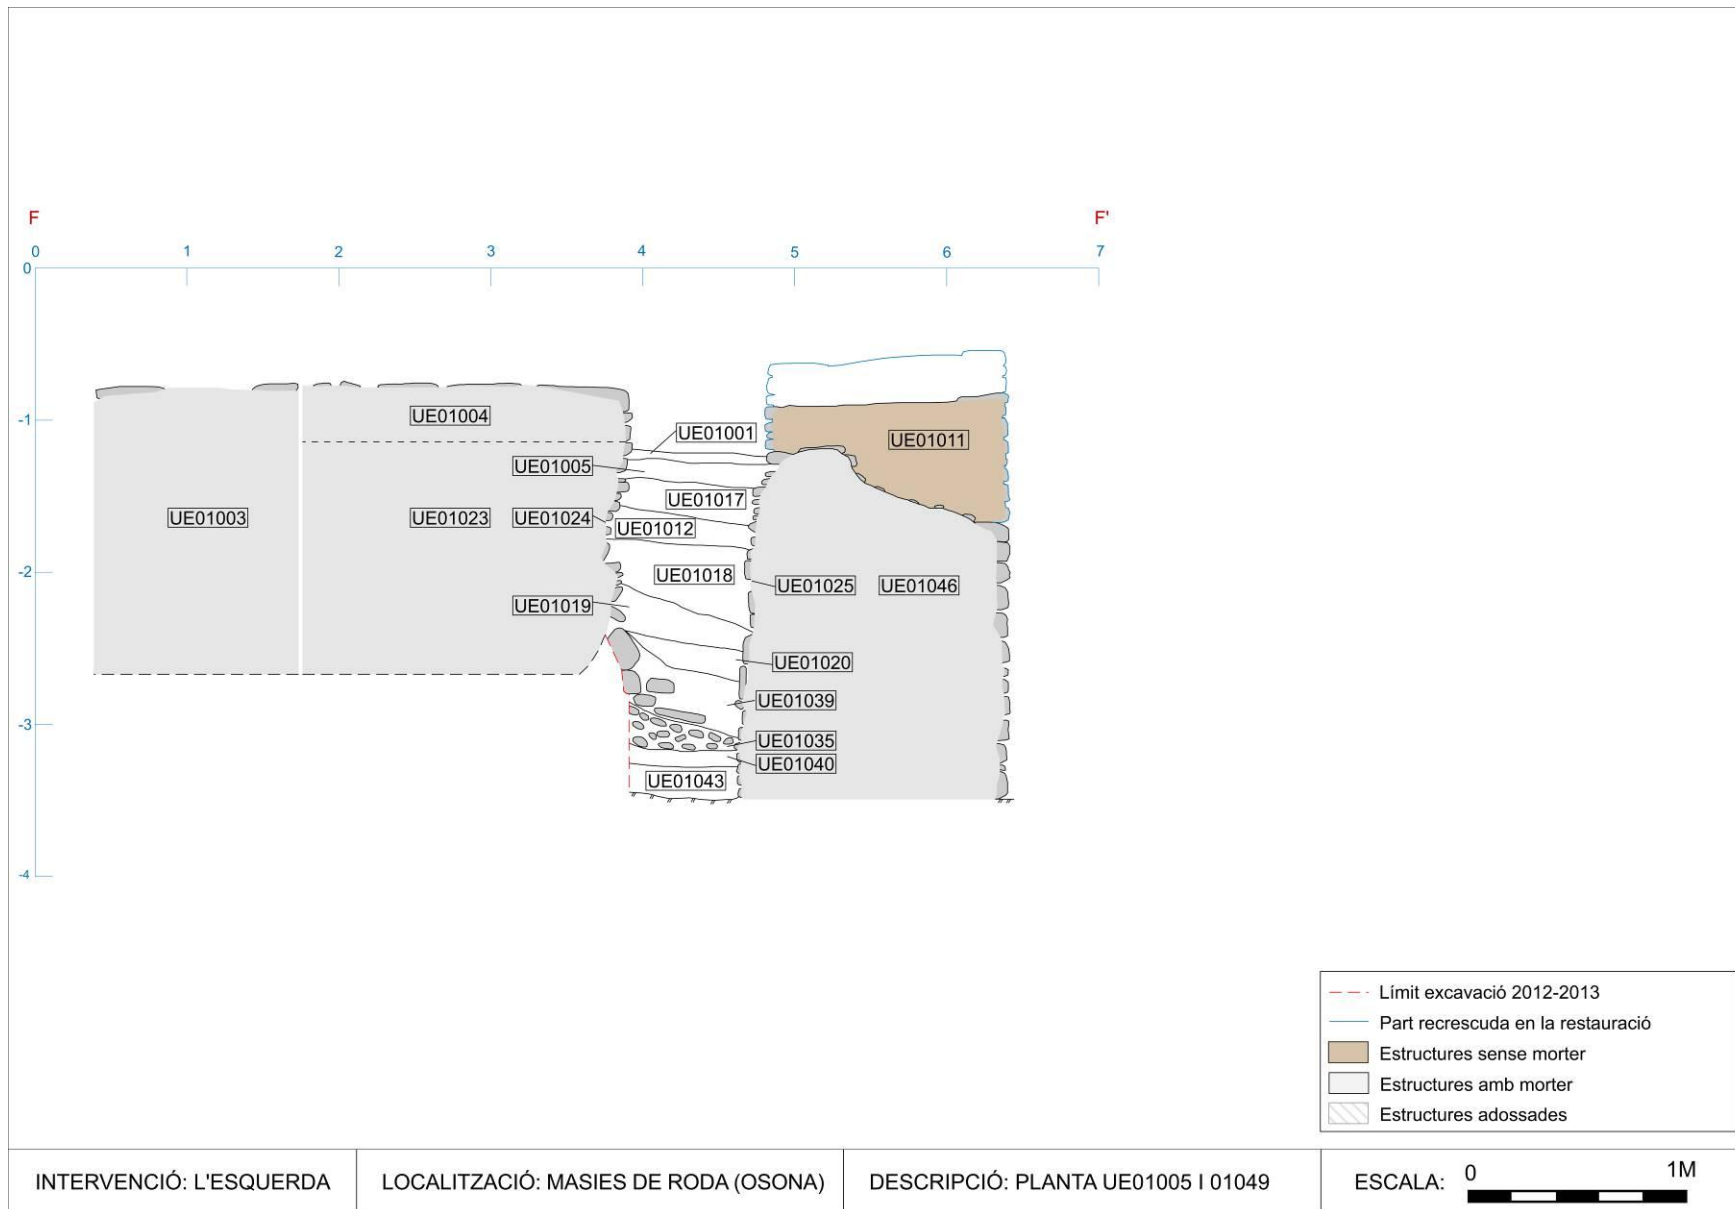 F F'
0 1 2 3 4 5 6 7
0
-1
-2
-3
-4
UE01004
UE01001
UE01011
UE01005
UE01017
UE01003
UE01023
UE01024
UE01012
UE01018
UE01025
UE01046
UE01019
UE01020
UE01039
UE01035
UE01040
UE01043
Límit excavació 2012-2013
Part recrescuda en la restauració
Estructures sense morter
Estructures amb morter
Estructures adossades
INTERVENCIÓ: L'ESQUERDA
LOCALITZACIÓ: MASIES DE RODA (OSONA)
DESCRIPCIÓ: PLANTA UE01005 I 01049
ESCALA: 0 1M